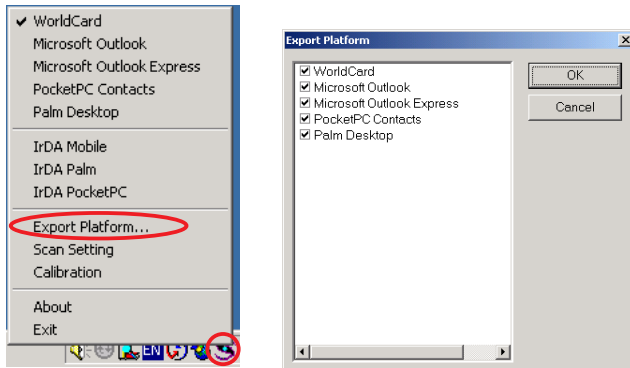 WorldCard
Microsoft Outlook
Microsoft Outlook Express
PocketPC Contacts
Palm Desktop
IrDA Mobile
IrDA Palm
IrDA PocketPC
Export Platform...
Scan Setting
Calibration
About
Exit
EN
Export Platform
WorldCard
Microsoft Outlook
Microsoft Outlook Express
PocketPC Contacts
Palm Desktop
OK
Cancel